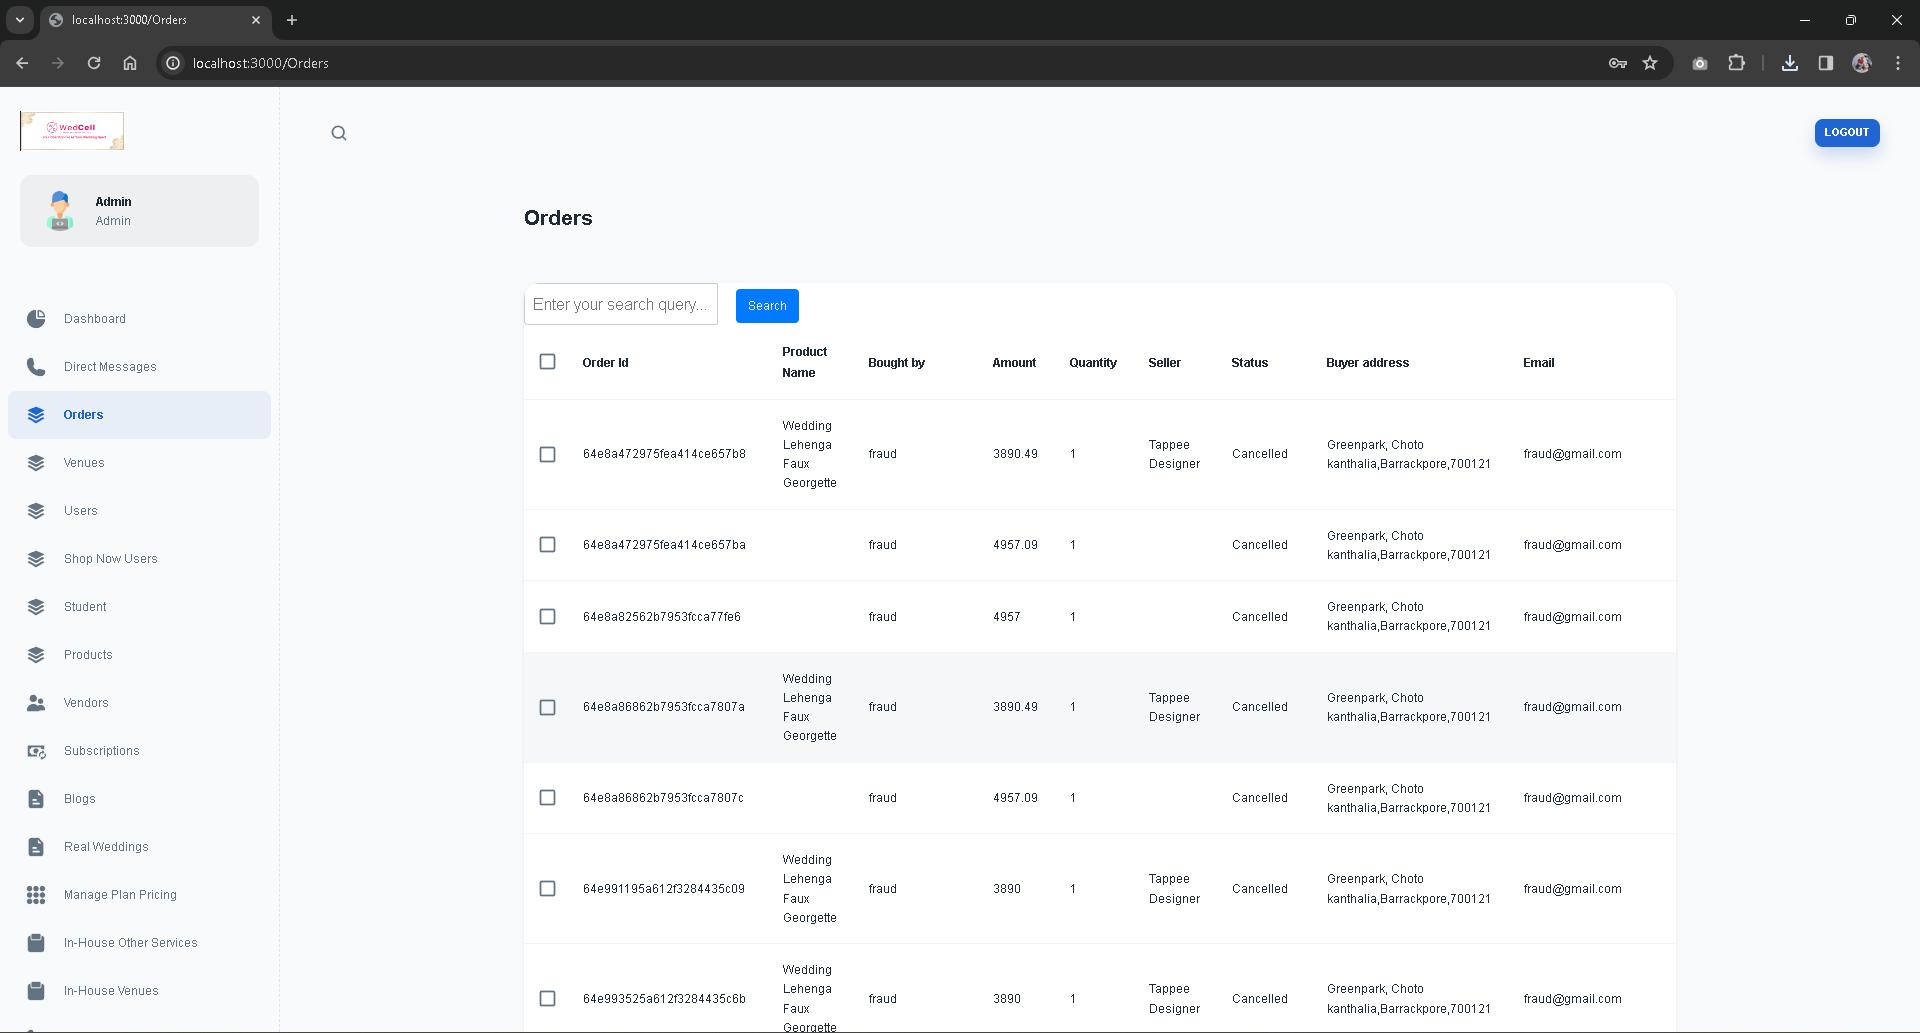 localhost:3000/Orders
localhost:3000/Orders
WedCell
LOGOUT
Admin
Admin
Dashboard
Direct Messages
Orders
Venues
Users
Shop Now Users
Student
Products
Vendors
Subscriptions
Blogs
Real Weddings
Manage Plan Pricing
In-House Other Services
In-House Venues
Orders
Enter your search query...
Search
Order Id Product Name Bought by Amount Quantity Seller Status Buyer address Email
64e8a472975fea414ce657b8 Wedding Lehenga Faux Georgette fraud 3890.49 1 Tappee Designer Cancelled Greenpark, Choto kanthalia,Barrackpore,700121 fraud@gmail.com
64e8a472975fea414ce657ba fraud 4957.09 1 Cancelled Greenpark, Choto kanthalia,Barrackpore,700121 fraud@gmail.com
64e8a82562b7953fcca77fe6 fraud 4957 1 Cancelled Greenpark, Choto kanthalia,Barrackpore,700121 fraud@gmail.com
64e8a86862b7953fcca7807a Wedding Lehenga Faux Georgette fraud 3890.49 1 Tappee Designer Cancelled Greenpark, Choto kanthalia,Barrackpore,700121 fraud@gmail.com
64e8a86862b7953fcca7807c fraud 4957.09 1 Cancelled Greenpark, Choto kanthalia,Barrackpore,700121 fraud@gmail.com
64e991195a612f3284435c09 Wedding Lehenga Faux Georgette fraud 3890 1 Tappee Designer Cancelled Greenpark, Choto kanthalia,Barrackpore,700121 fraud@gmail.com
64e993525a612f3284435c6b Wedding Lehenga Faux Georgette fraud 3890 1 Tappee Designer Cancelled Greenpark, Choto kanthalia,Barrackpore,700121 fraud@gmail.com